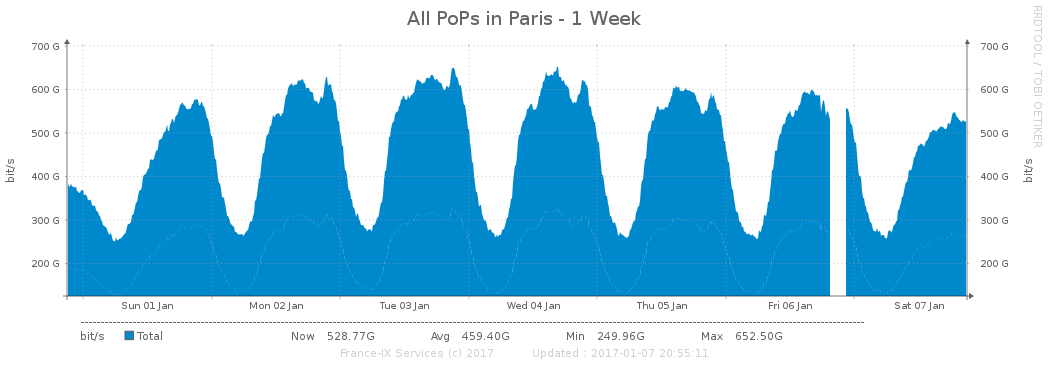 All PoPs in Paris - 1 Week
RRDTOOL / TOBI OETIKER
700 G 700 G
600 G 600 G
500 G 500 G
400 G 400 G
300 G 300 G
200 G 200 G
bit/s bit/s
Sun 01 Jan Mon 02 Jan Tue 03 Jan Wed 04 Jan Thu 05 Jan Fri 06 Jan Sat 07 Jan
bit/s Total Now 528.77G Avg 459.40G Min 249.96G Max 652.50G
France-IX Services (c) 2017 Updated : 2017-01-07 20:55:11